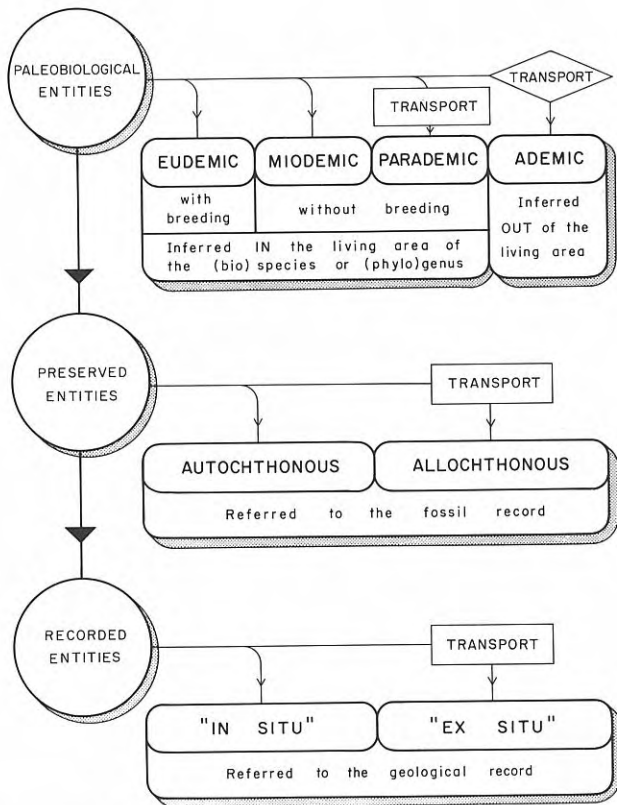 PALEOBIOLOGICAL
ENTITIES
TRANSPORT
TRANSPORT
EUDEMIC
MIODEMIC
PARADEMIC
ADEMIC
with
breeding
without breeding
Inferred
OUT of the
living area
Inferred IN the living area of
the (bio)species or (phylo)genus
PRESERVED
ENTITIES
TRANSPORT
AUTOCHTHONOUS
ALLOCHTHONOUS
Referred to the fossil record
RECORDED
ENTITIES
TRANSPORT
"IN SITU"
"EX SITU"
Referred to the geological record